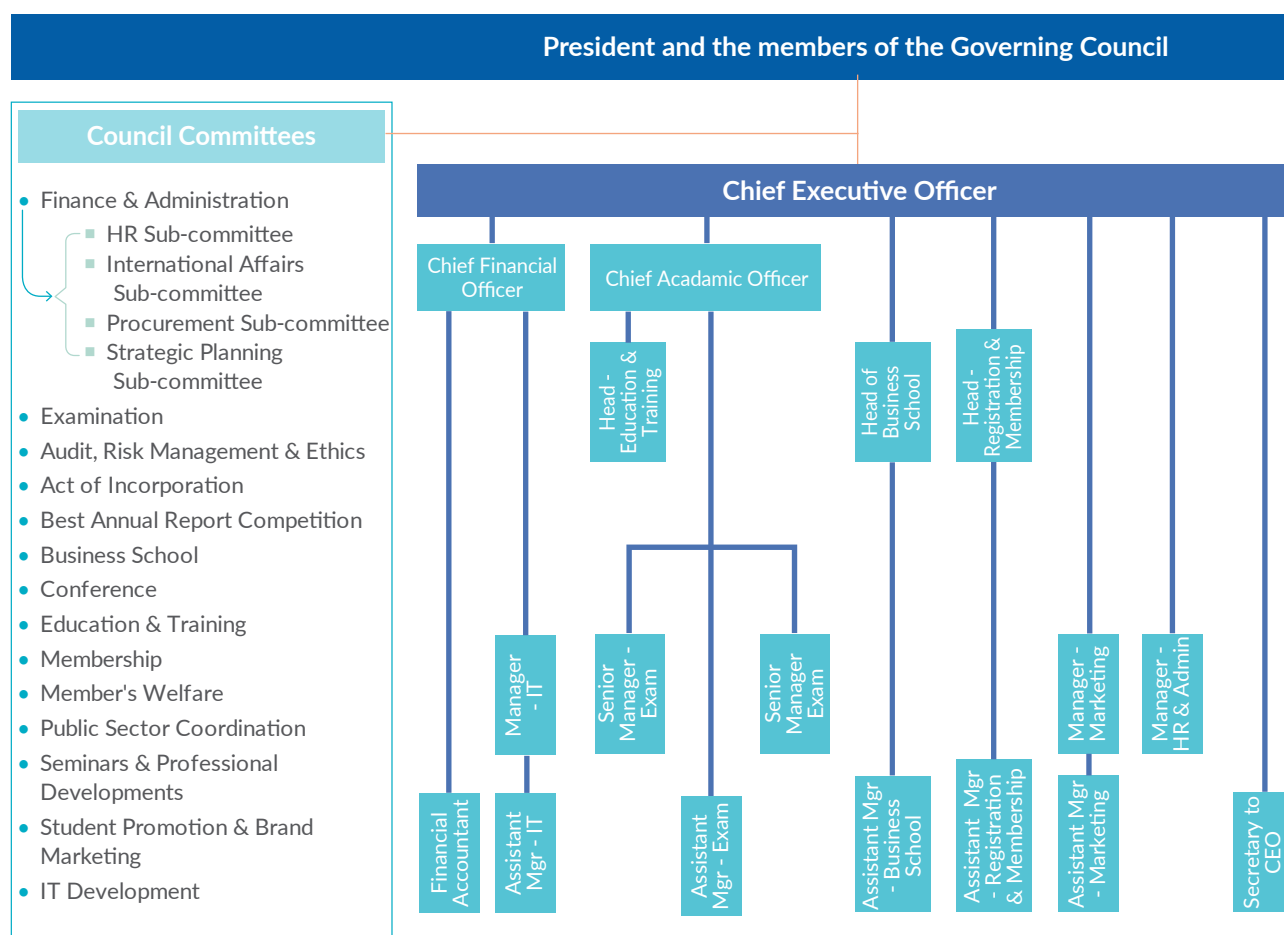 President and the members of the Governing Council
Council Committees
Finance & Administration
HR Sub-committee
International Affairs
Sub-committee
Procurement Sub-committee
Strategic Planning
Sub-committee
Examination
Audit, Risk Management & Ethics
Act of Incorporation
Best Annual Report Competition
Business School
Conference
Education & Training
Membership
Member's Welfare
Public Sector Coordination
Seminars & Professional
Developments
Student Promotion & Brand
Marketing
IT Development
Chief Executive Officer
Chief Financial
Officer
Chief Acadamic Officer
Head -
Education &
Training
Head of
Business
School
Head -
Registration &
Membership
Manager
- IT
Senior
Manager -
Exam
Senior
Manager
Exam
Manager -
Marketing
Manager -
HR & Admin
Financial
Accountant
Assistant
Mgr - IT
Assistant
Mgr - Exam
Assistant Mgr
- Business
School
Assistant Mgr
- Registration
& Membership
Assistant Mgr
- Marketing
Secretary to
CEO